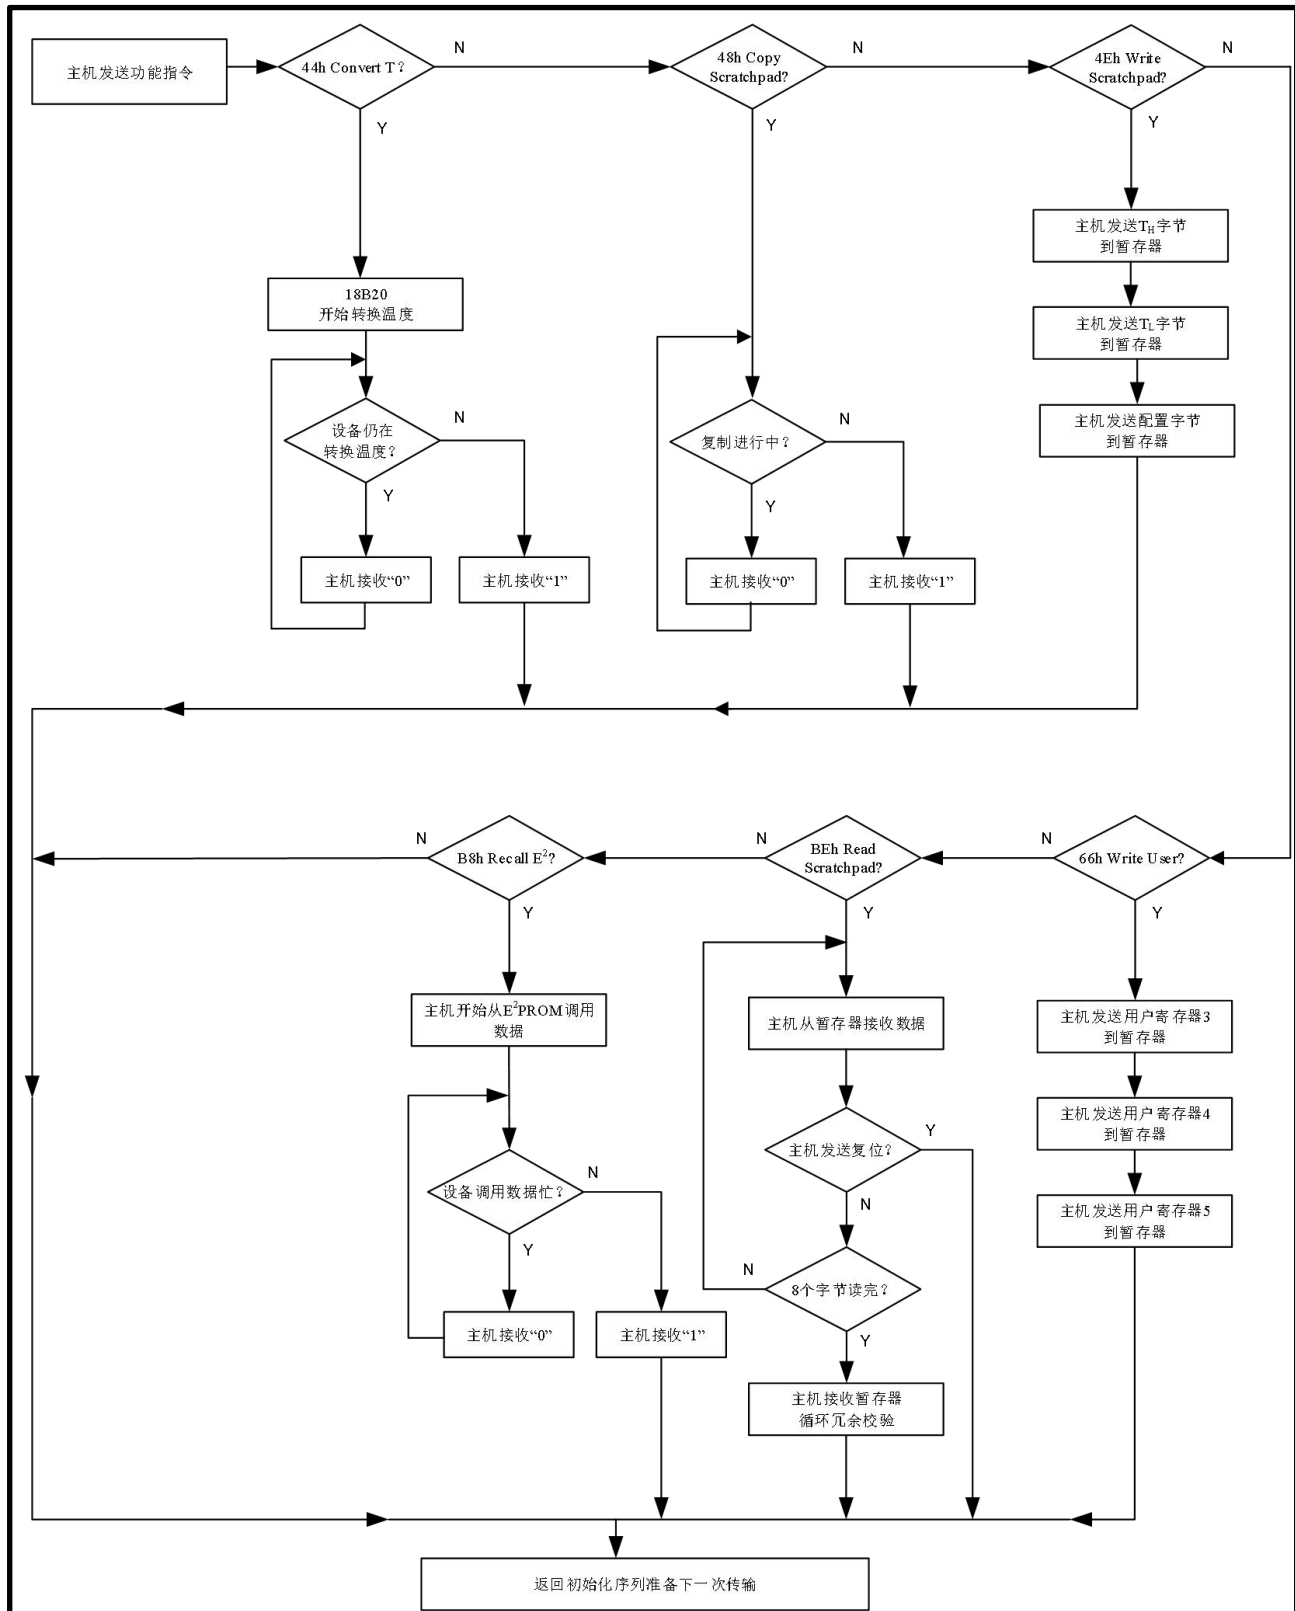 主机发送功能指令
44h Convert T？
N
48h Copy
Scratchpad?
N
4Eh Write
Scratchpad?
N
Y
Y
Y
主机发送TH字节
到暂存器
18B20
开始转换温度
主机发送TL字节
到暂存器
设备仍在
转换温度？
N
复制进行中？
N
主机发送配置字节
到暂存器
Y
Y
主机接收“0”
主机接收“1”
主机接收“0”
主机接收“1”
N
B8h Recall E²?
N
BEh Read
Scratchpad?
N
66h Write User?
Y
Y
Y
主机开始从E²PROM调用
数据
主机从暂存器接收数据
主机发送用户寄存器3
到暂存器
主机发送复位？
Y
主机发送用户寄存器4
到暂存器
设备调用数据忙？
N
N
主机发送用户寄存器5
到暂存器
Y
N
8个字节读完？
主机接收“0”
主机接收“1”
Y
主机接收暂存器
循环冗余校验
返回初始化序列准备下一次传输